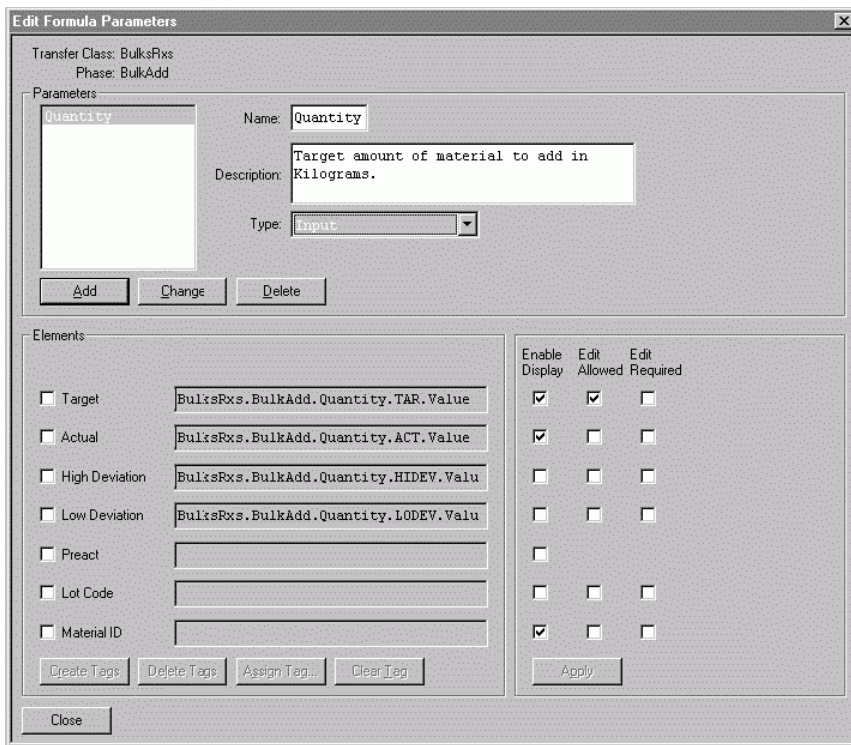 Edit Formula Parameters
Transfer Class: BulksRxs
Phase: BulkAdd
Parameters
Quantity
Name: Quantity
Description: Target amount of material to add in
Kilograms.
Type: Input
Add Change Delete
Elements
Enable Display Edit Allowed Edit Required
Target BulksRxs.BulkAdd.Quantity.TAR.Value
Actual BulksRxs.BulkAdd.Quantity.ACT.Value
High Deviation BulksRxs.BulkAdd.Quantity.HIDEV.Valu
Low Deviation BulksRxs.BulkAdd.Quantity.LODEV.Valu
Preact
Lot Code
Material ID
Create Tags Delete Tags Assign Tag... Clear Tag Apply
Close